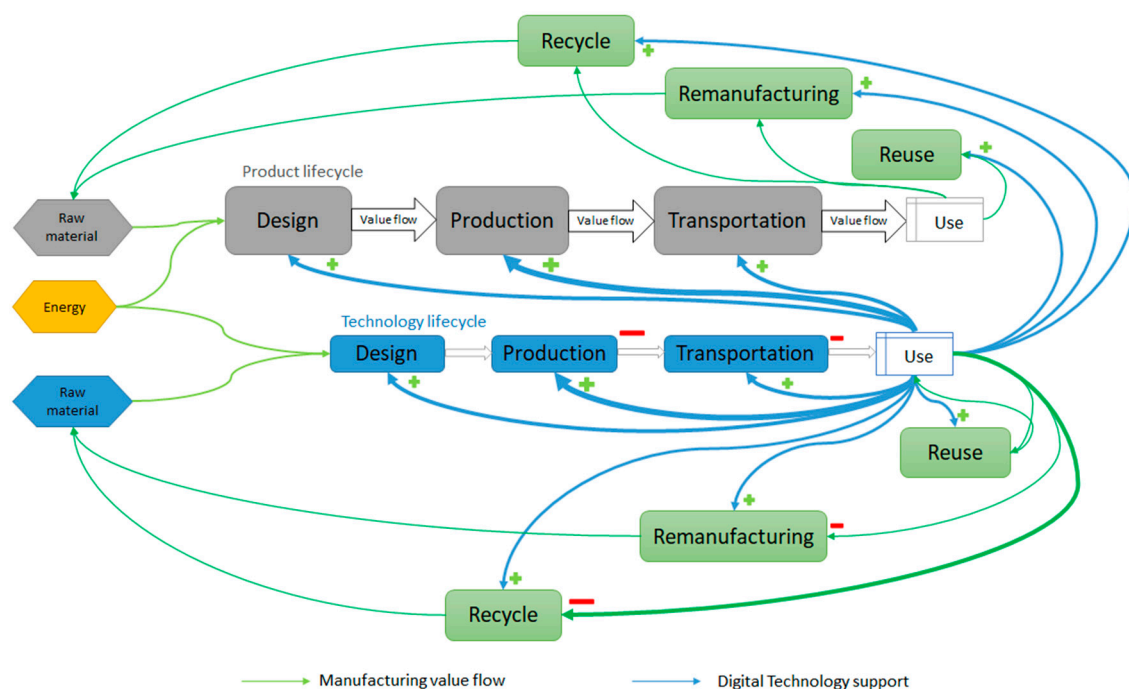 Recycle
+
Remanufacturing
+
Reuse
+
Product lifecycle
Raw
material
Design
Value flow
Production
Value flow
Transportation
Value flow
Use
+
+
+
Energy
Technology lifecycle
Design
Production
Transportation
Use
+
+
+
Raw
material
+
Reuse
+
Remanufacturing
+
Recycle
Manufacturing value flow
Digital Technology support